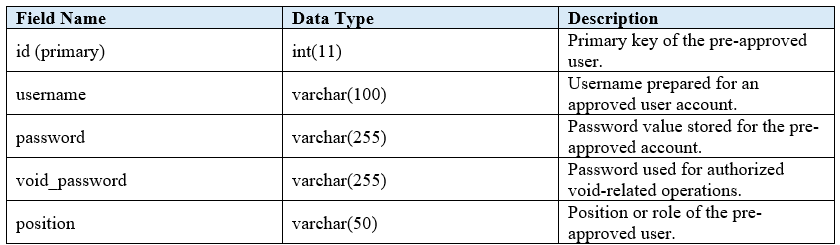 Field Name Data Type Description
id (primary) int(11) Primary key of the pre-approved
user.
username varchar(100) Username prepared for an
approved user account.
password varchar(255) Password value stored for the pre-
approved account.
void_password varchar(255) Password used for authorized
void-related operations.
position varchar(50) Position or role of the pre-
approved user.